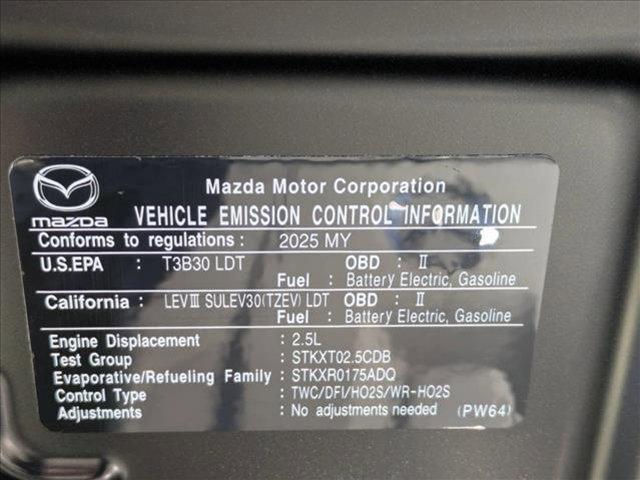 Mazda Motor Corporation
mazda VEHICLE EMISSION CONTROL INFORMATION
Conforms to regulations : 2025 MY
U.S.EPA : T3B30 LDT OBD : II
Fuel : Battery Electric, Gasoline
California : LEVIII SULEV30(TZEV) LDT OBD : II
Fuel : Battery Electric, Gasoline
Engine Displacement : 2.5L
Test Group : STKXT02.5CDB
Evaporative/Refueling Family : STKXR0175ADQ
Control Type : TWC/DFI/HO2S/WR-HO2S
Adjustments : No adjustments needed (PW64)